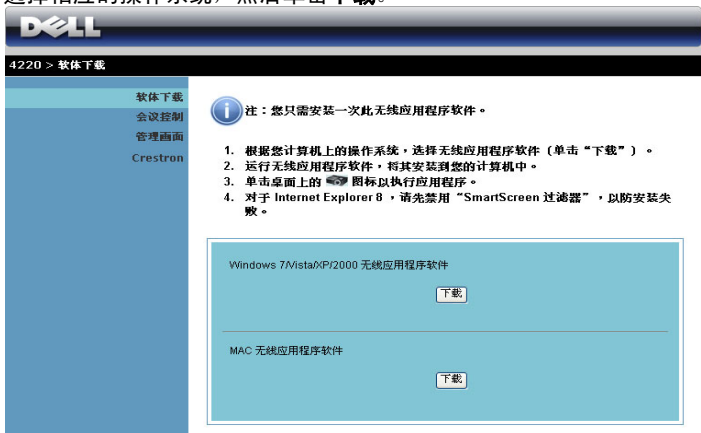 选择相应的操作系统，然后单击下载。
DELL
4220 > 软体下载
软体下载
会议控制
管理画面
Crestron
注：您只需安装一次此无线应用程序软件。
1. 根据您计算机上的操作系统，选择无线应用程序软件（单击“下载”）。
2. 运行无线应用程序软件，将其安装到您的计算机中。
3. 单击桌面上的 图标以执行应用程序。
4. 对于 Internet Explorer 8 ，请先禁用“SmartScreen 过滤器”，以防安装失
败。
Windows 7/Vista/XP/2000 无线应用程序软件
下载
MAC 无线应用程序软件
下载